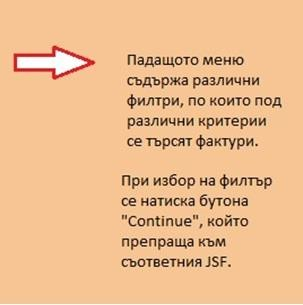 Падащото меню
съдържа различни
филтри, по които под
различни критерии
се търсят фактури.
При избор на филтър
се натиска бутона
"Continue", който
препраща към
съответния JSF.